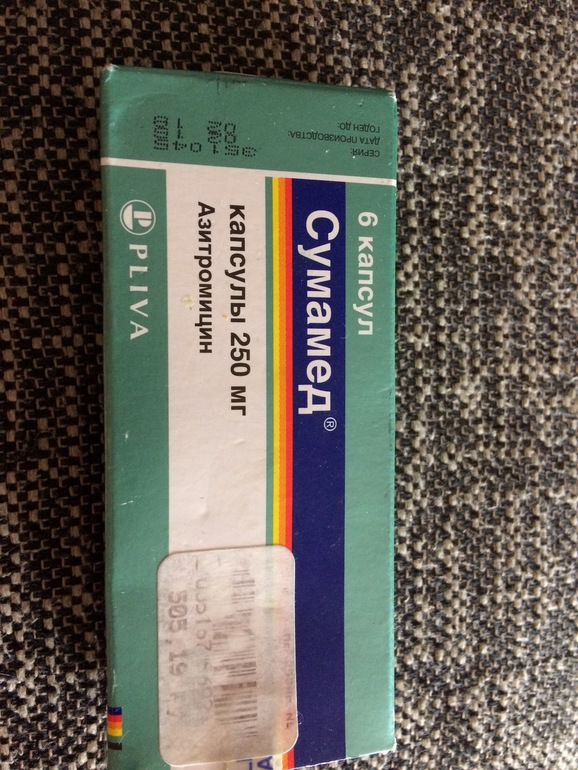 6 капсул
Сумамед®
капсулы 250 мг
Азитромицин
PLIVA
СЕРИЯ:
ДАТА ПРОИЗВОДСТВА:
ГОДЕН ДО:
505.19